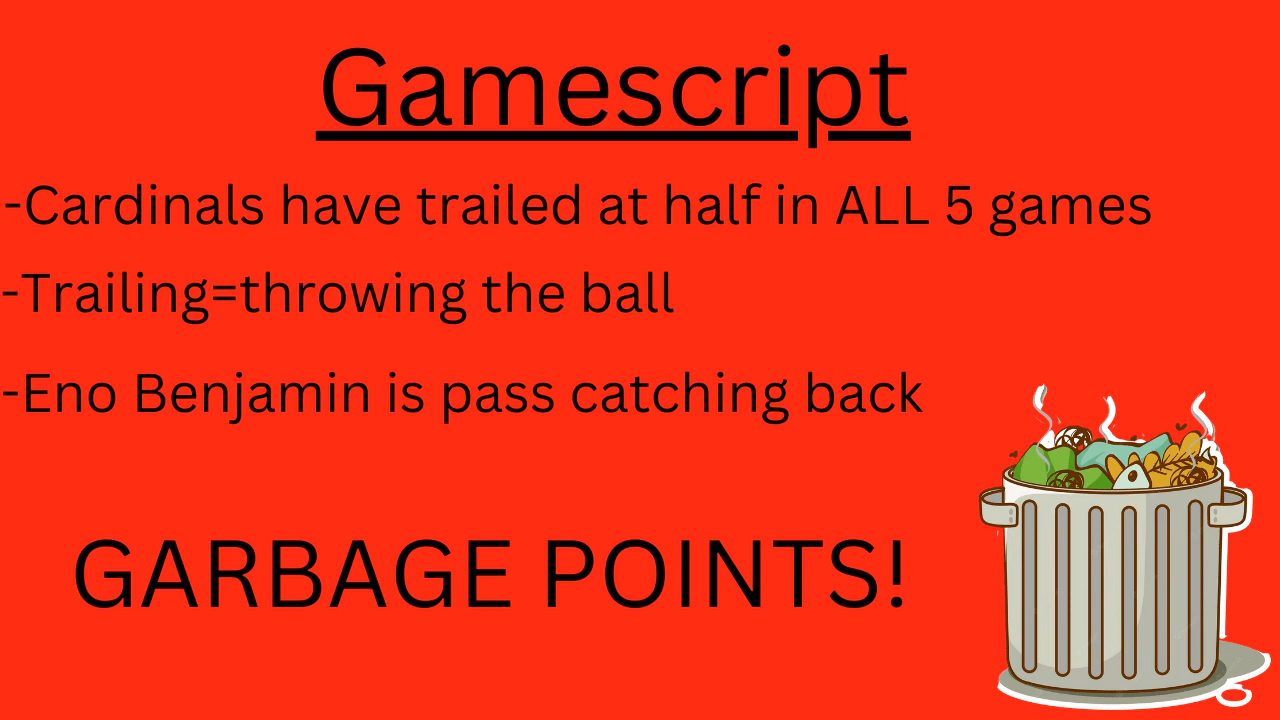 Gamescript
-Cardinals have trailed at half in ALL 5 games
-Trailing=throwing the ball
-Eno Benjamin is pass catching back
GARBAGE POINTS!